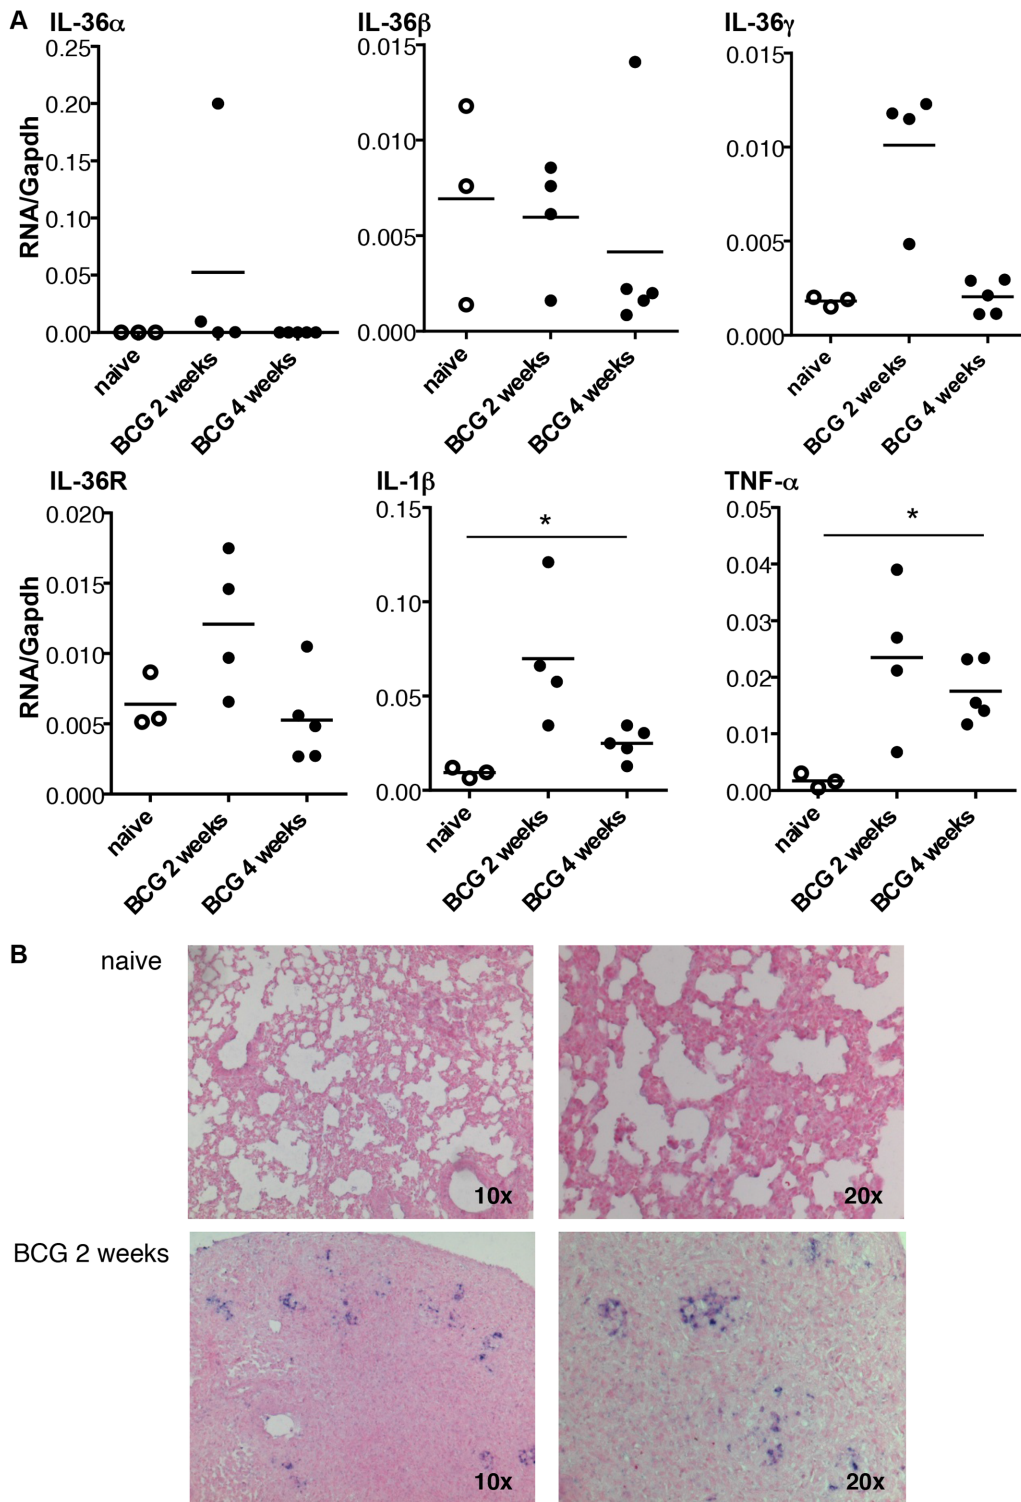 A
IL-36α
IL-36β
IL-36γ
RNA/Gapdh
0.25
0.20
0.15
0.10
0.05
0.00
naive
BCG 2 weeks
BCG 4 weeks
0.015
0.010
0.005
0.000
naive
BCG 2 weeks
BCG 4 weeks
0.015
0.010
0.005
0.000
naive
BCG 2 weeks
BCG 4 weeks
IL-36R
IL-1β
TNF-α
RNA/Gapdh
0.020
0.015
0.010
0.005
0.000
naive
BCG 2 weeks
BCG 4 weeks
0.15
0.10
0.05
0.00
*
naive
BCG 2 weeks
BCG 4 weeks
0.05
0.04
0.03
0.02
0.01
0.00
*
naive
BCG 2 weeks
BCG 4 weeks
B
naive
10x
20x
BCG 2 weeks
10x
20x